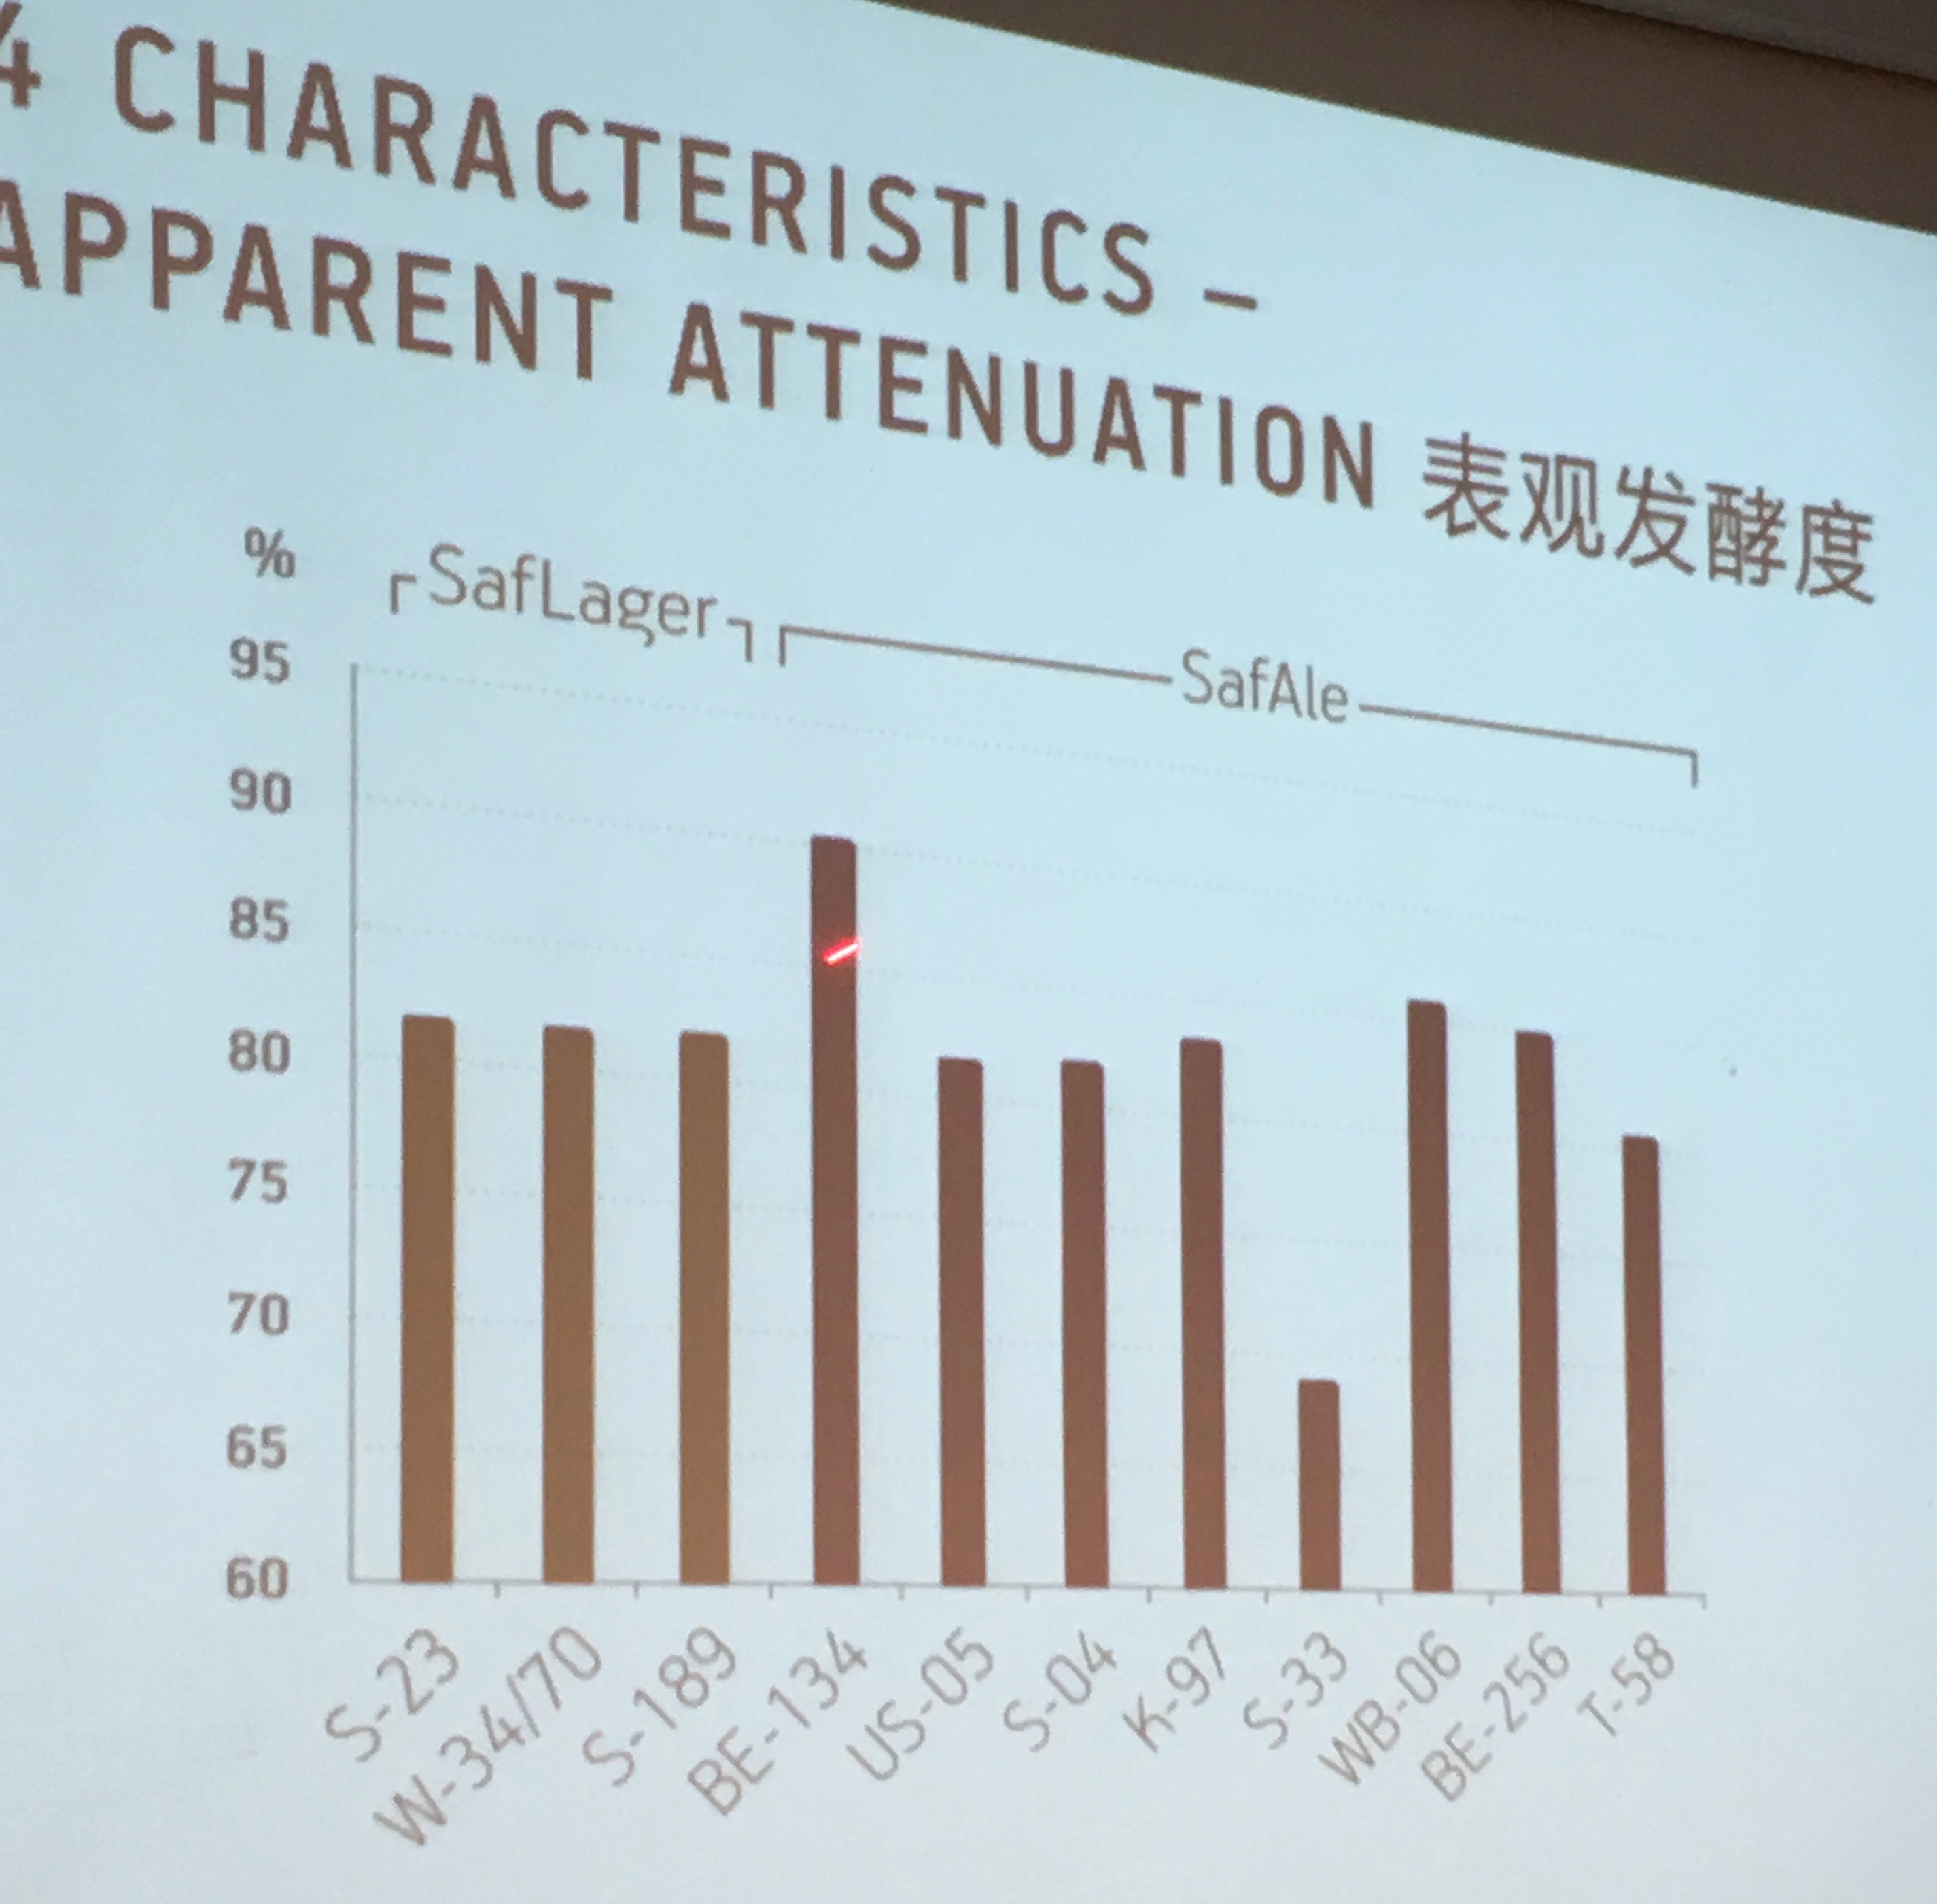 4 CHARACTERISTICS –
APPARENT ATTENUATION 表观发酵度
%
SafLager
SafAle
95
90
85
80
75
70
65
60
S-23
W-34/70
S-189
BE-134
US-05
S-04
K-97
S-33
WB-06
BE-256
T-58